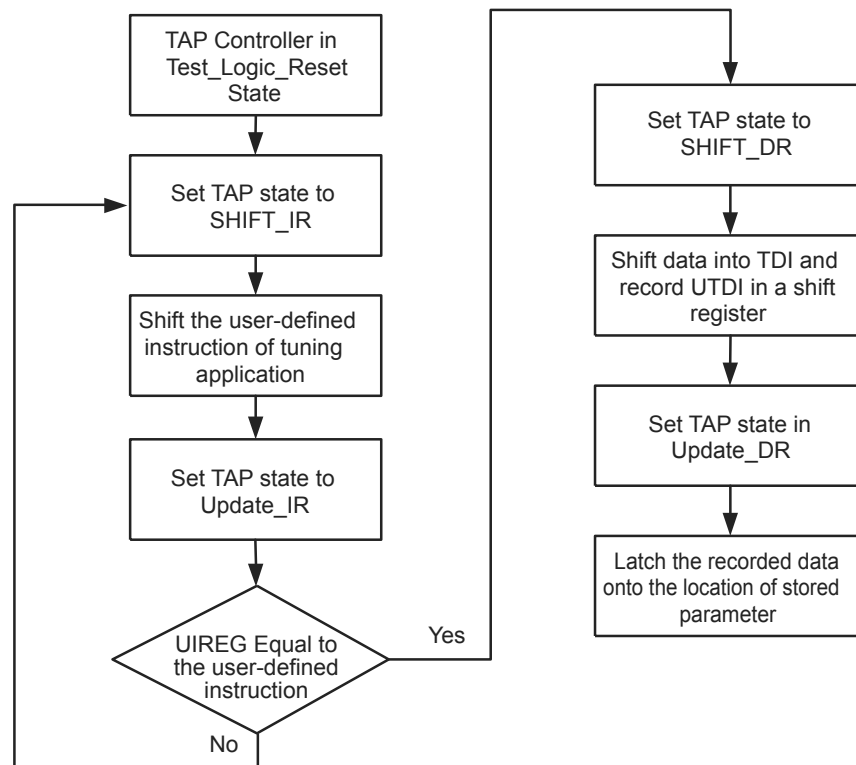 TAP Controller in
Test_Logic_Reset
State
Set TAP state to
SHIFT_IR
Shift the user-defined
instruction of tuning
application
Set TAP state to
Update_IR
UIREG Equal to
the user-defined
instruction
Yes
No
Set TAP state to
SHIFT_DR
Shift data into TDI and
record UTDI in a shift
register
Set TAP state in
Update_DR
Latch the recorded data
onto the location of stored
parameter